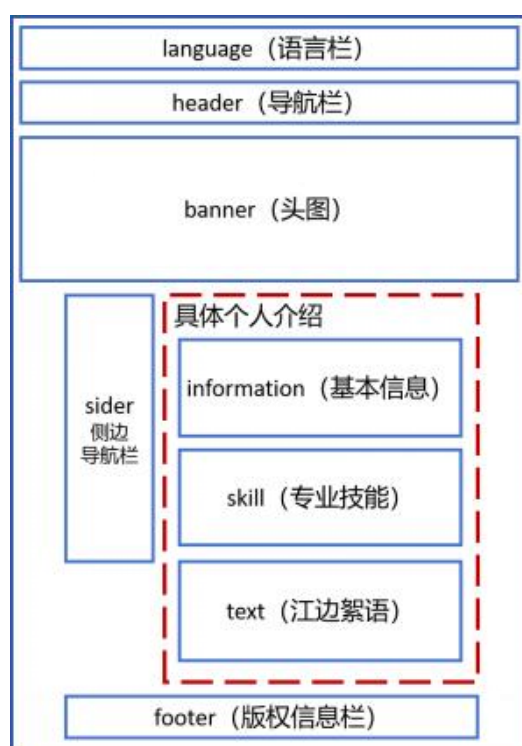 language（语言栏）
header（导航栏）
banner（头图）
sider
侧边
导航栏
具体个人介绍
information（基本信息）
skill（专业技能）
text（江边絮语）
footer（版权信息栏）